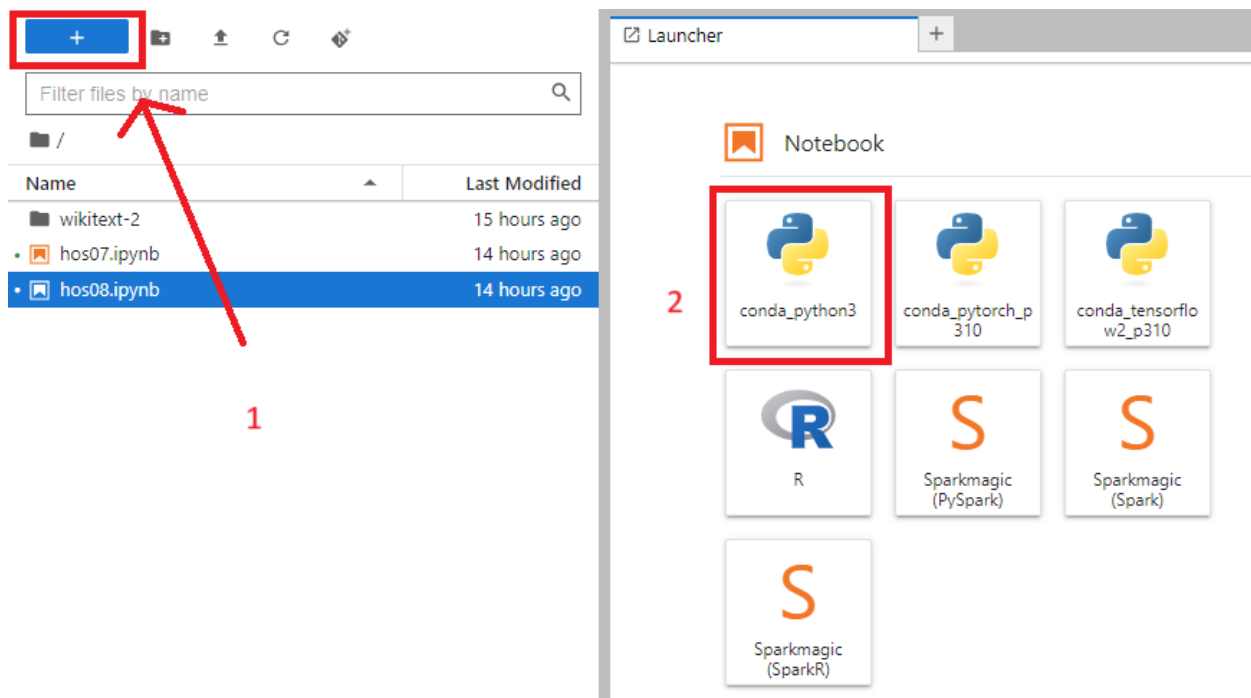 +
Filter files by name
/
Name
Last Modified
wikitext-2
15 hours ago
hos07.ipynb
14 hours ago
hos08.ipynb
14 hours ago
1
Launcher
+
Notebook
2
conda_python3
conda_pytorch_p
310
conda_tensorflo
w2_p310
R
R
S
Sparkmagic
(PySpark)
S
Sparkmagic
(Spark)
S
Sparkmagic
(SparkR)